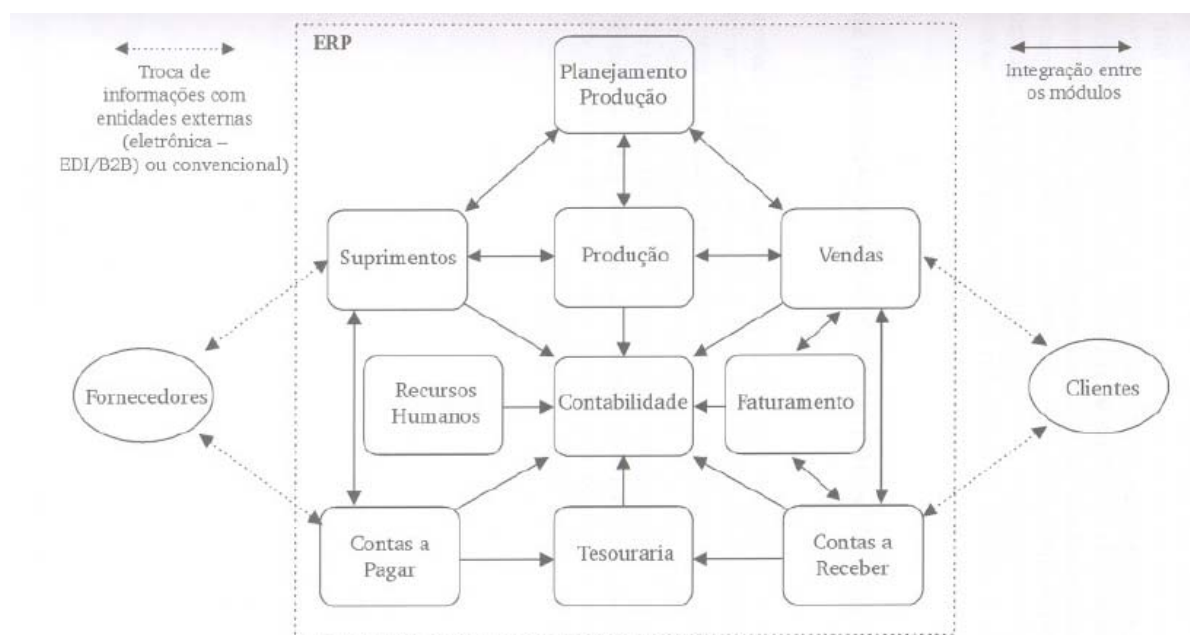 ERP
Troca de
informações com
entidades externas
(eletrônica –
EDI/B2B) ou convencional)
Planejamento
Produção
Integração entre
os módulos
Suprimentos
Produção
Vendas
Fornecedores
Recursos
Humanos
Contabilidade
Faturamento
Clientes
Contas a
Pagar
Tesouraria
Contas a
Receber